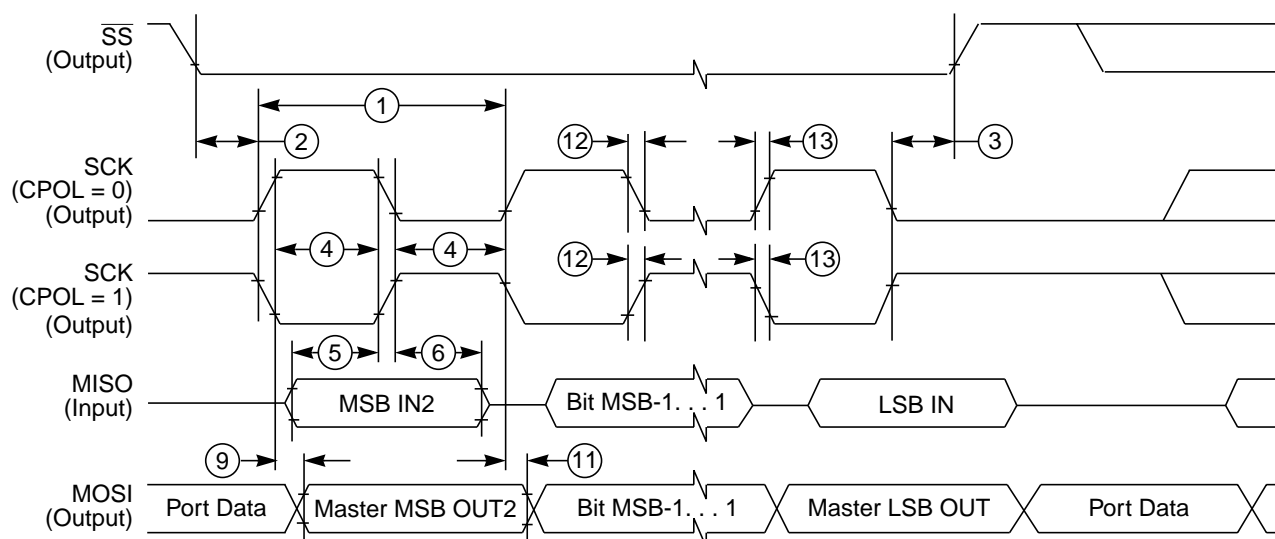 SS
(Output)
1
2
12
13
3
SCK
(CPOL = 0)
(Output)
4
4
12
13
SCK
(CPOL = 1)
(Output)
5
6
MISO
(Input)
MSB IN2
Bit MSB-1. . . 1
LSB IN
9
11
MOSI
(Output)
Port Data
Master MSB OUT2
Bit MSB-1. . . 1
Master LSB OUT
Port Data